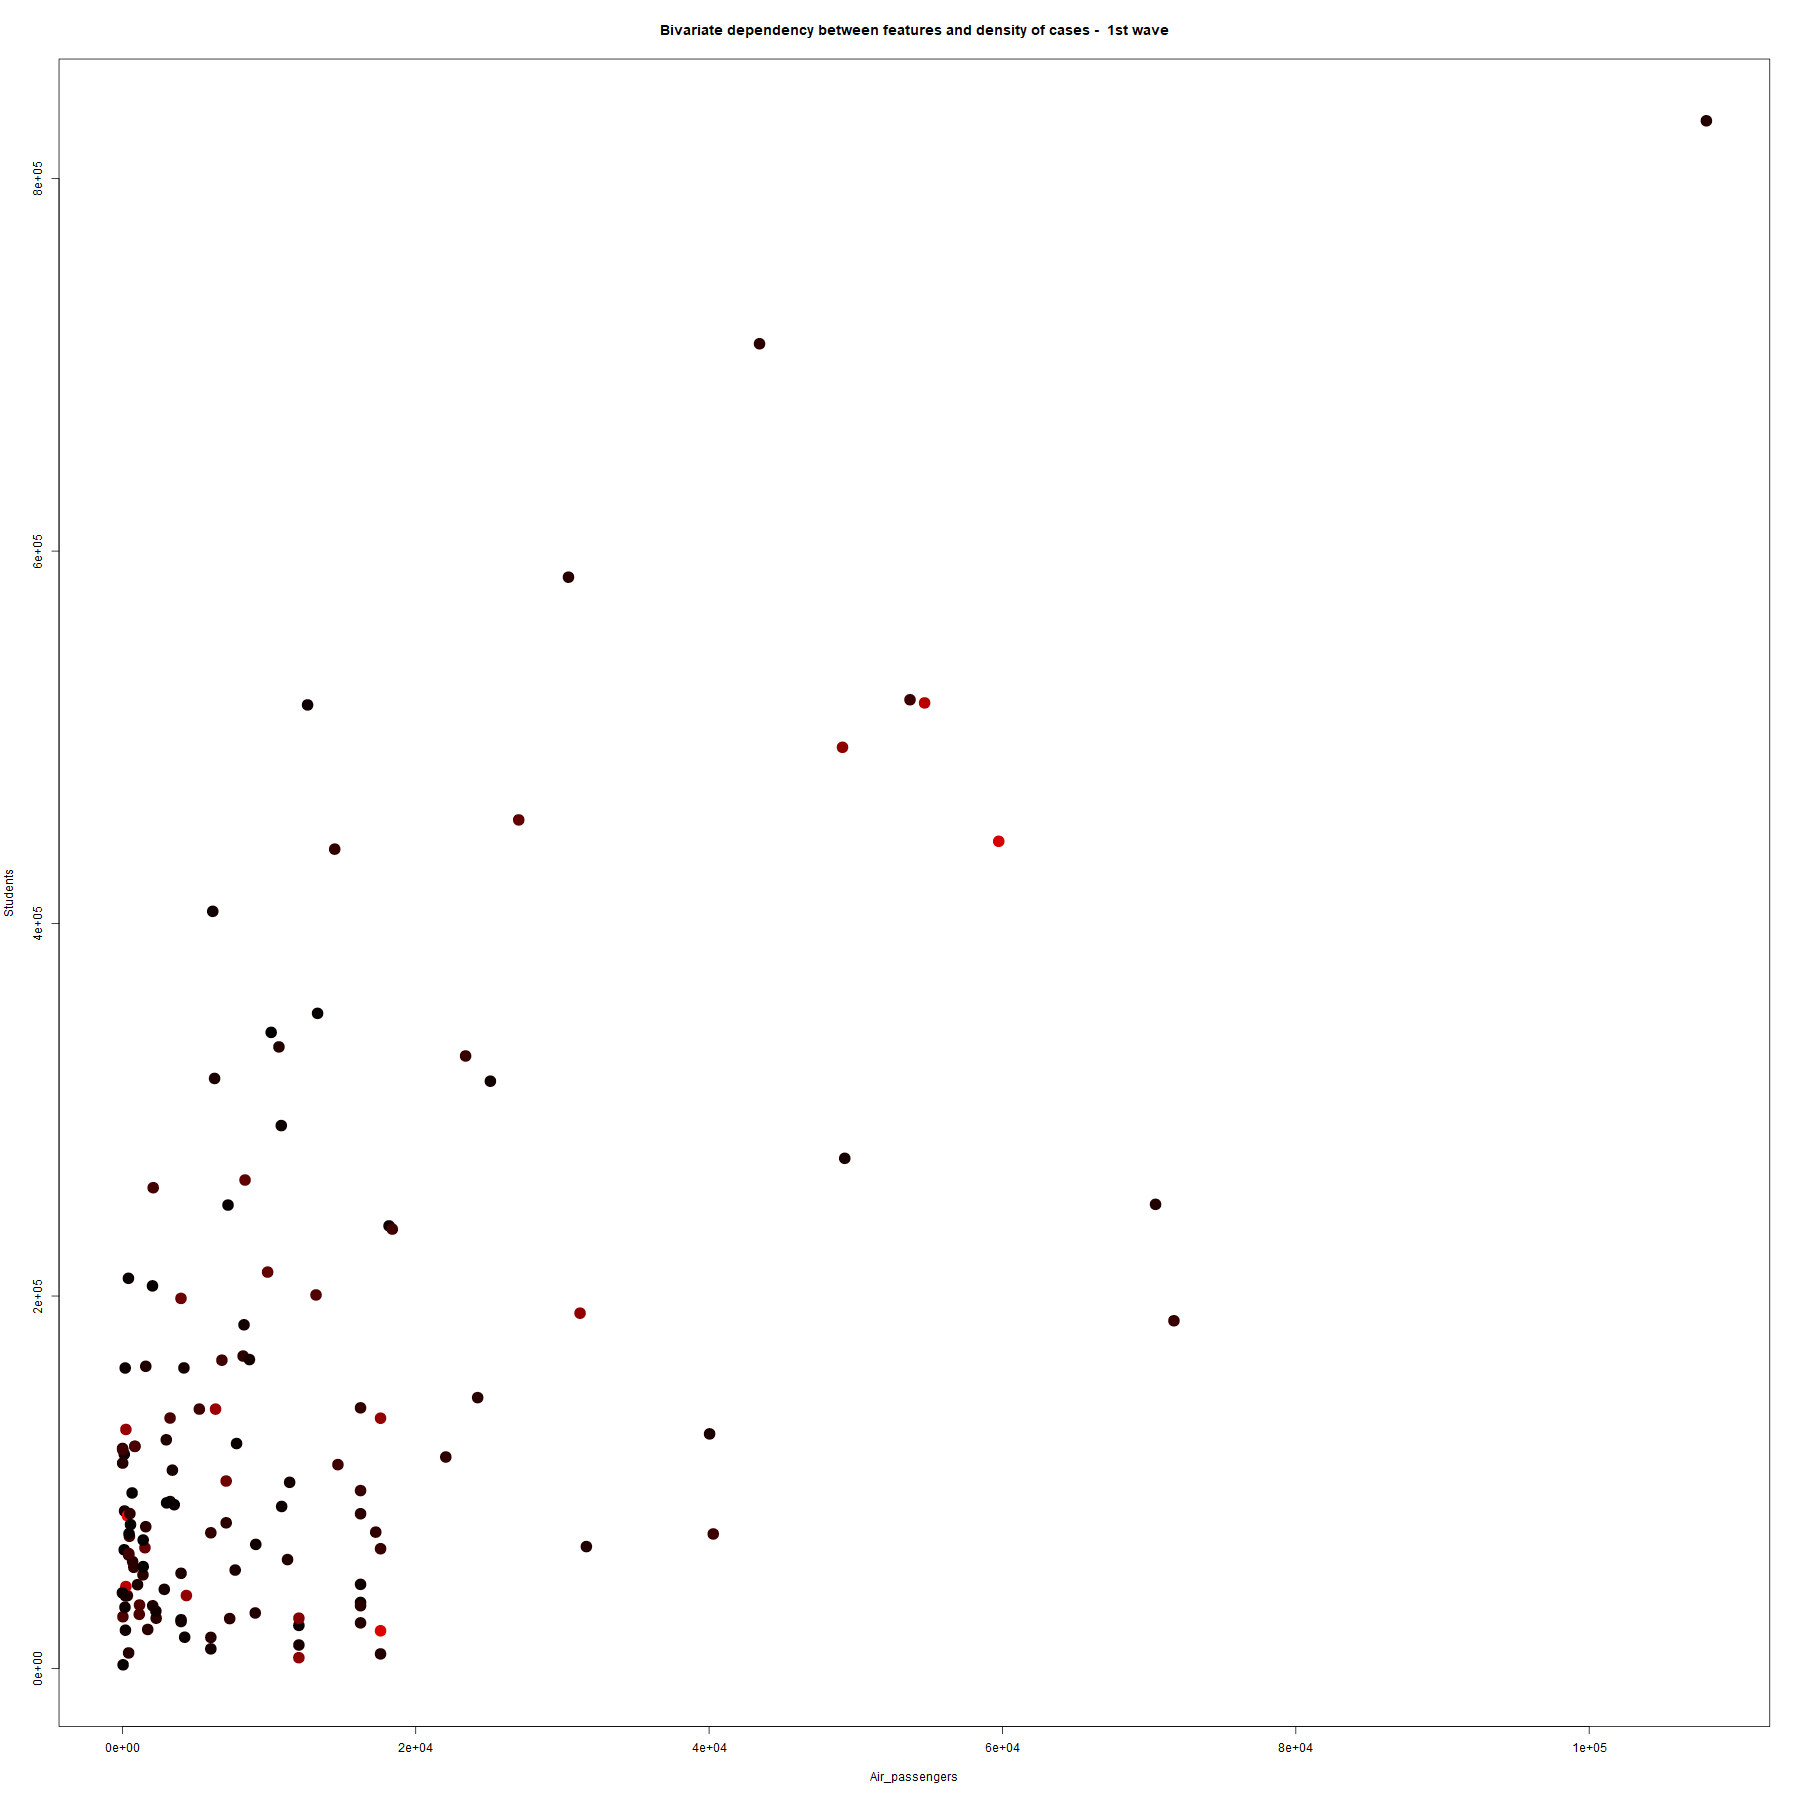 Bivariate dependency between features and density of cases -  1st wave
8e+05
6e+05
4e+05
2e+05
0e+00
Students
0e+00 2e+04 4e+04 6e+04 8e+04 1e+05
Air_passengers